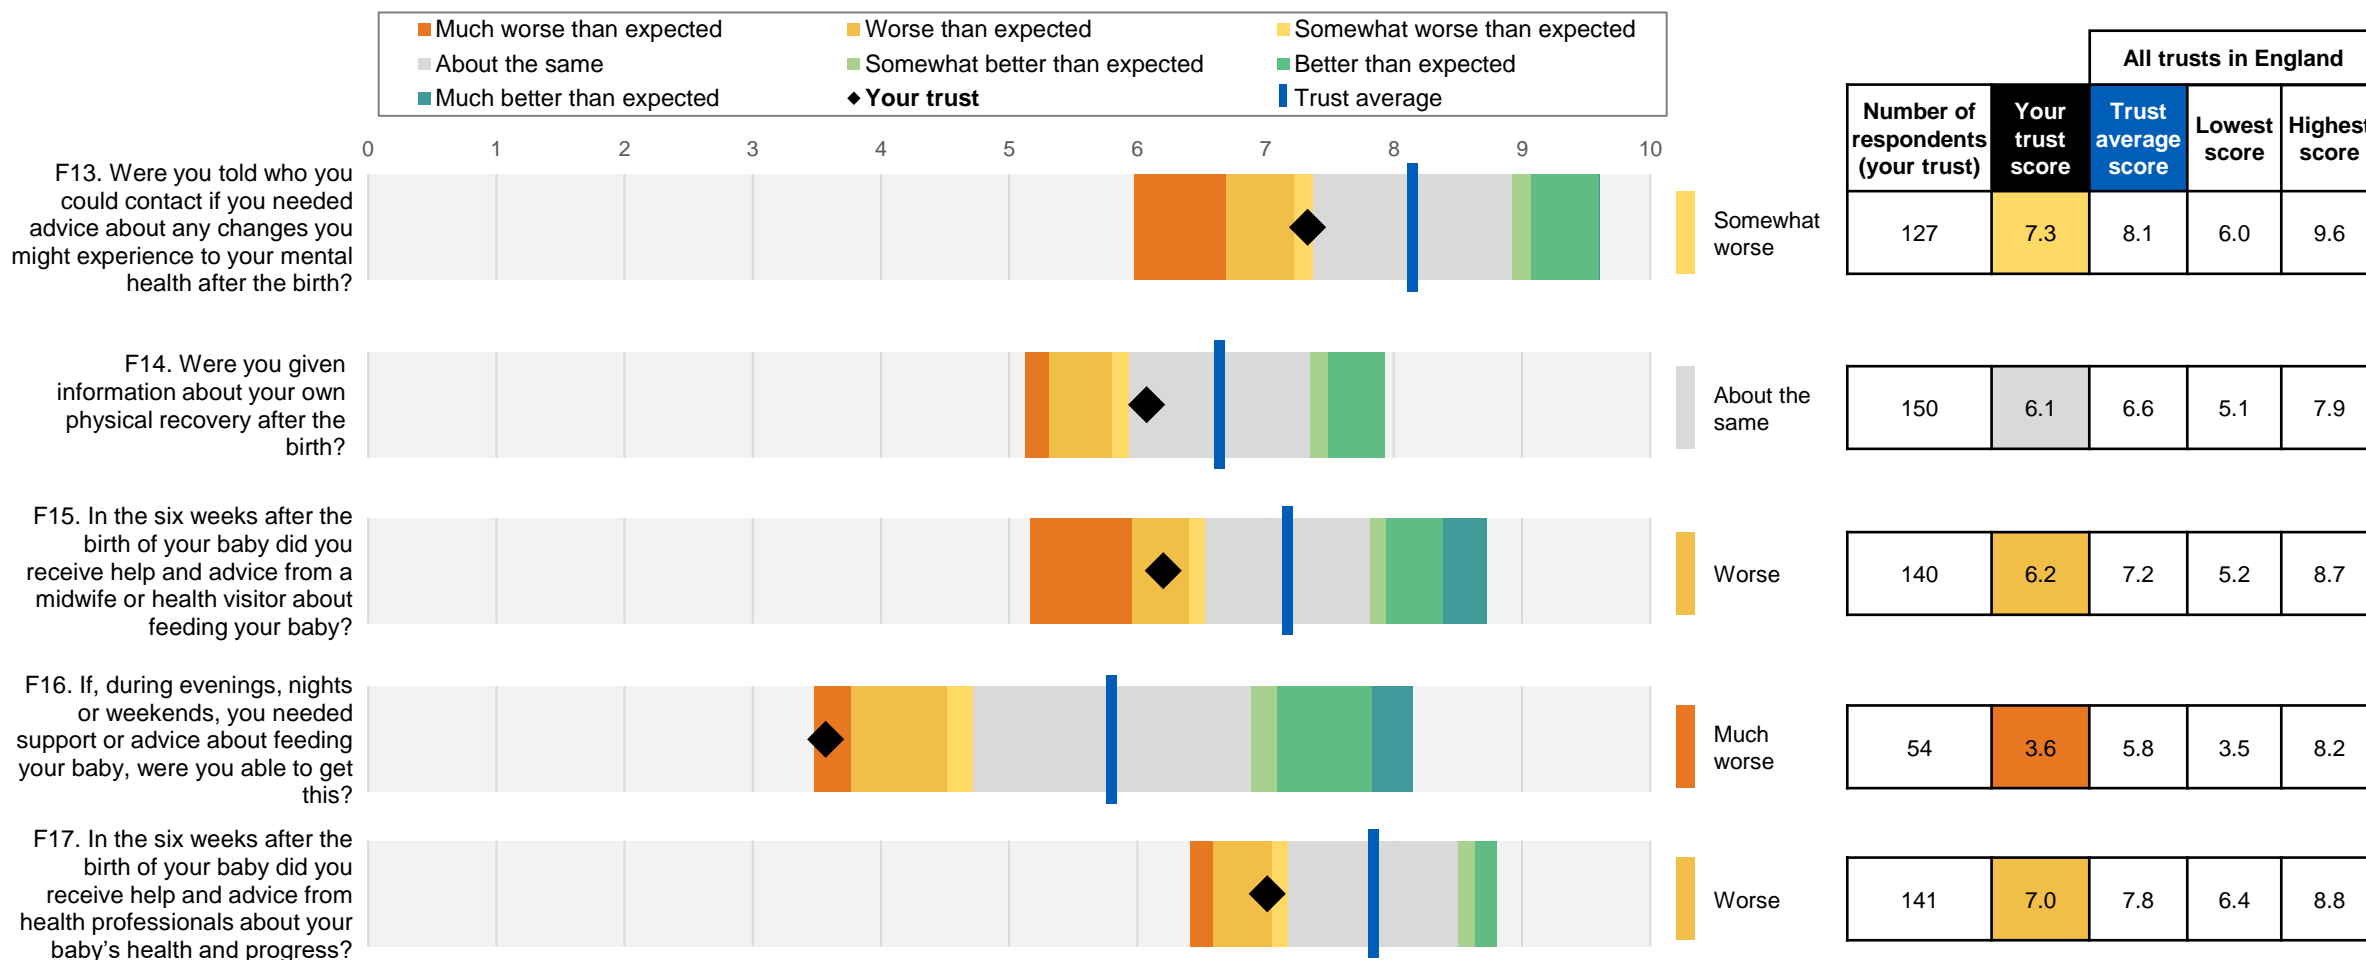 Much worse than expected
Worse than expected
Somewhat worse than expected
About the same
Somewhat better than expected
Better than expected
Much better than expected
Your trust
Trust average
All trusts in England
Number of respondents (your trust)
Your trust score
Trust average score
Lowest score
Highest score
0 1 2 3 4 5 6 7 8 9 10
F13. Were you told who you
could contact if you needed
advice about any changes you
might experience to your mental
health after the birth?
Somewhat
worse
127 7.3 8.1 6.0 9.6
F14. Were you given
information about your own
physical recovery after the
birth?
About the
same
150 6.1 6.6 5.1 7.9
F15. In the six weeks after the
birth of your baby did you
receive help and advice from a
midwife or health visitor about
feeding your baby?
Worse
140 6.2 7.2 5.2 8.7
F16. If, during evenings, nights
or weekends, you needed
support or advice about feeding
your baby, were you able to get
this?
Much
worse
54 3.6 5.8 3.5 8.2
F17. In the six weeks after the
birth of your baby did you
receive help and advice from
health professionals about your
baby's health and progress?
Worse
141 7.0 7.8 6.4 8.8